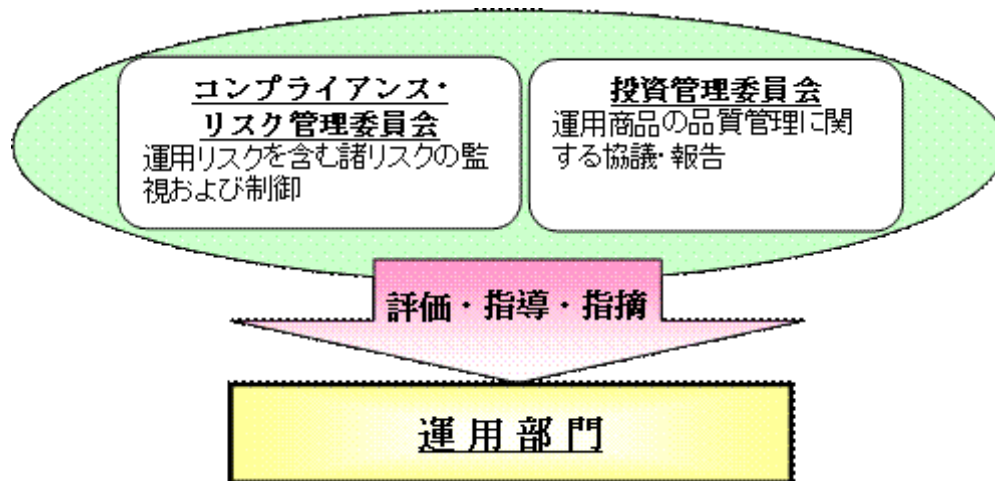 コンプライアンス・
リスク管理委員会
運用リスクを含む諸リスクの監
視および制御
投資管理委員会
運用商品の品質管理に関
する協議・報告
評価・指導・指摘
運用部門